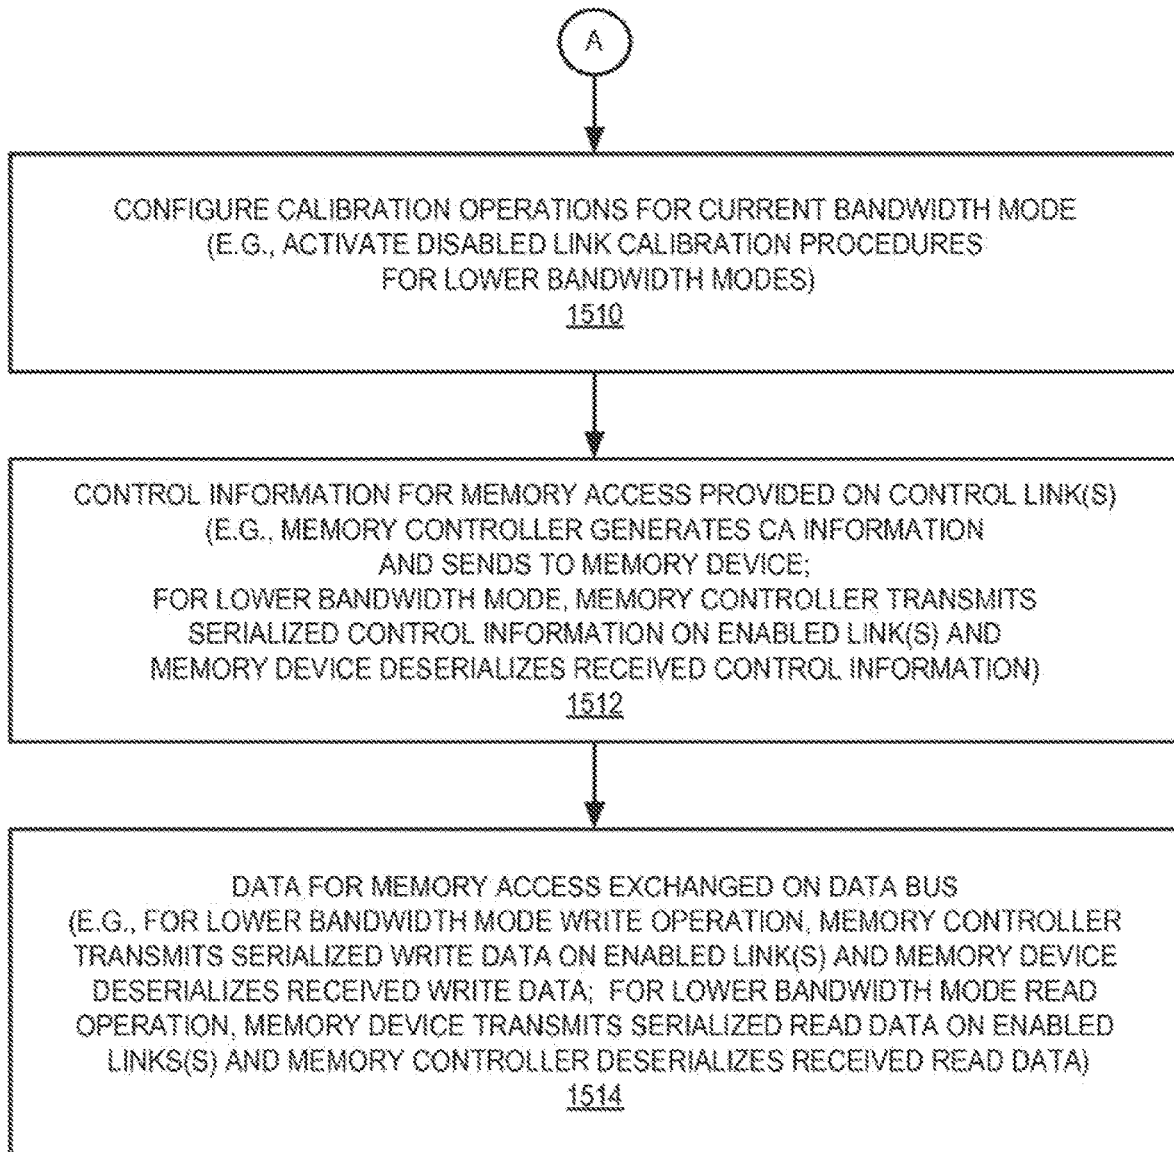 A
CONFIGURE CALIBRATION OPERATIONS FOR CURRENT BANDWIDTH MODE
(E.G., ACTIVATE DISABLED LINK CALIBRATION PROCEDURES
FOR LOWER BANDWIDTH MODES)
1510
CONTROL INFORMATION FOR MEMORY ACCESS PROVIDED ON CONTROL LINK(S)
(E.G., MEMORY CONTROLLER GENERATES CA INFORMATION
AND SENDS TO MEMORY DEVICE;
FOR LOWER BANDWIDTH MODE, MEMORY CONTROLLER TRANSMITS
SERIALIZED CONTROL INFORMATION ON ENABLED LINK(S) AND
MEMORY DEVICE DESERIALIZES RECEIVED CONTROL INFORMATION)
1512
DATA FOR MEMORY ACCESS EXCHANGED ON DATA BUS
(E.G., FOR LOWER BANDWIDTH MODE WRITE OPERATION, MEMORY CONTROLLER
TRANSMITS SERIALIZED WRITE DATA ON ENABLED LINK(S) AND MEMORY DEVICE
DESERIALIZES RECEIVED WRITE DATA; FOR LOWER BANDWIDTH MODE READ
OPERATION, MEMORY DEVICE TRANSMITS SERIALIZED READ DATA ON ENABLED
LINKS(S) AND MEMORY CONTROLLER DESERIALIZES RECEIVED READ DATA)
1514